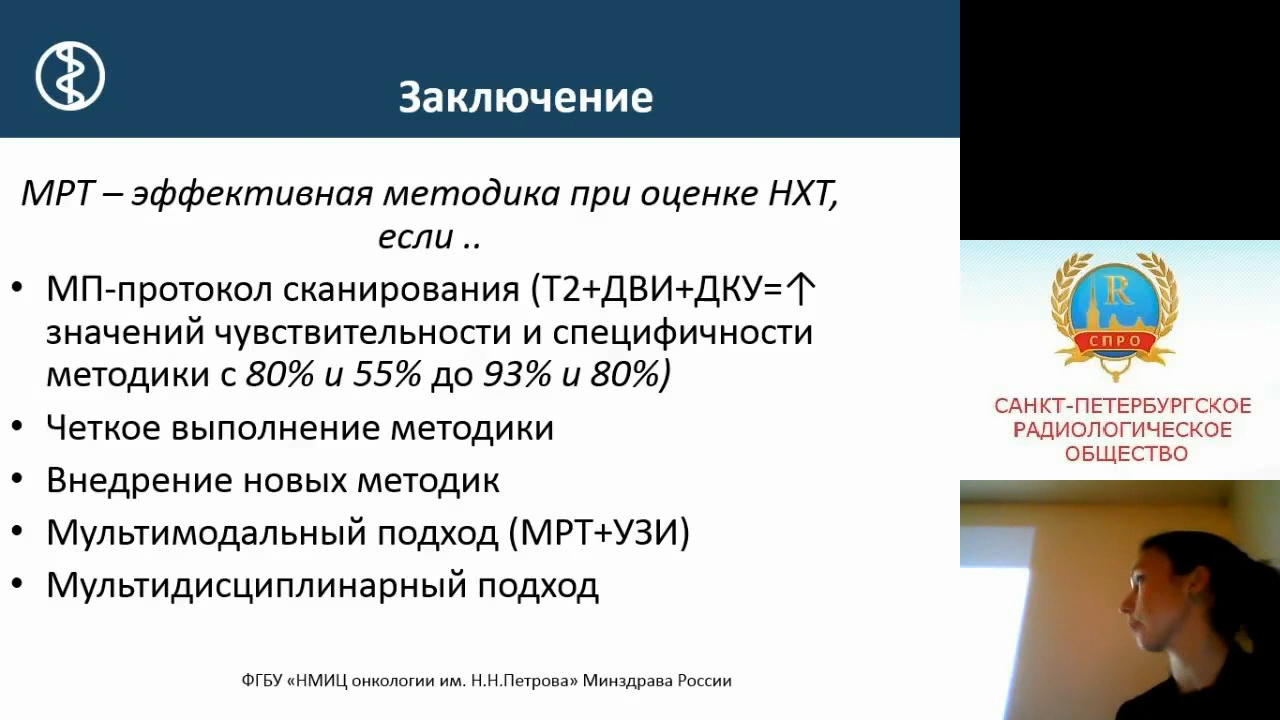 Заключение
МРТ – эффективная методика при оценке НХТ,
если ..
• МП-протокол сканирования (Т2+ДВИ+ДКУ=↑
значений чувствительности и специфичности
методики с 80% и 55% до 93% и 80%)
• Четкое выполнение методики
• Внедрение новых методик
• Мультимодальный подход (МРТ+УЗИ)
• Мультидисциплинарный подход
ФГБУ «НМИЦ онкологии им. Н.Н.Петрова» Минздрава России
R
СПРО
САНКТ-ПЕТЕРБУРГСКОЕ
РАДИОЛОГИЧЕСКОЕ
ОБЩЕСТВО